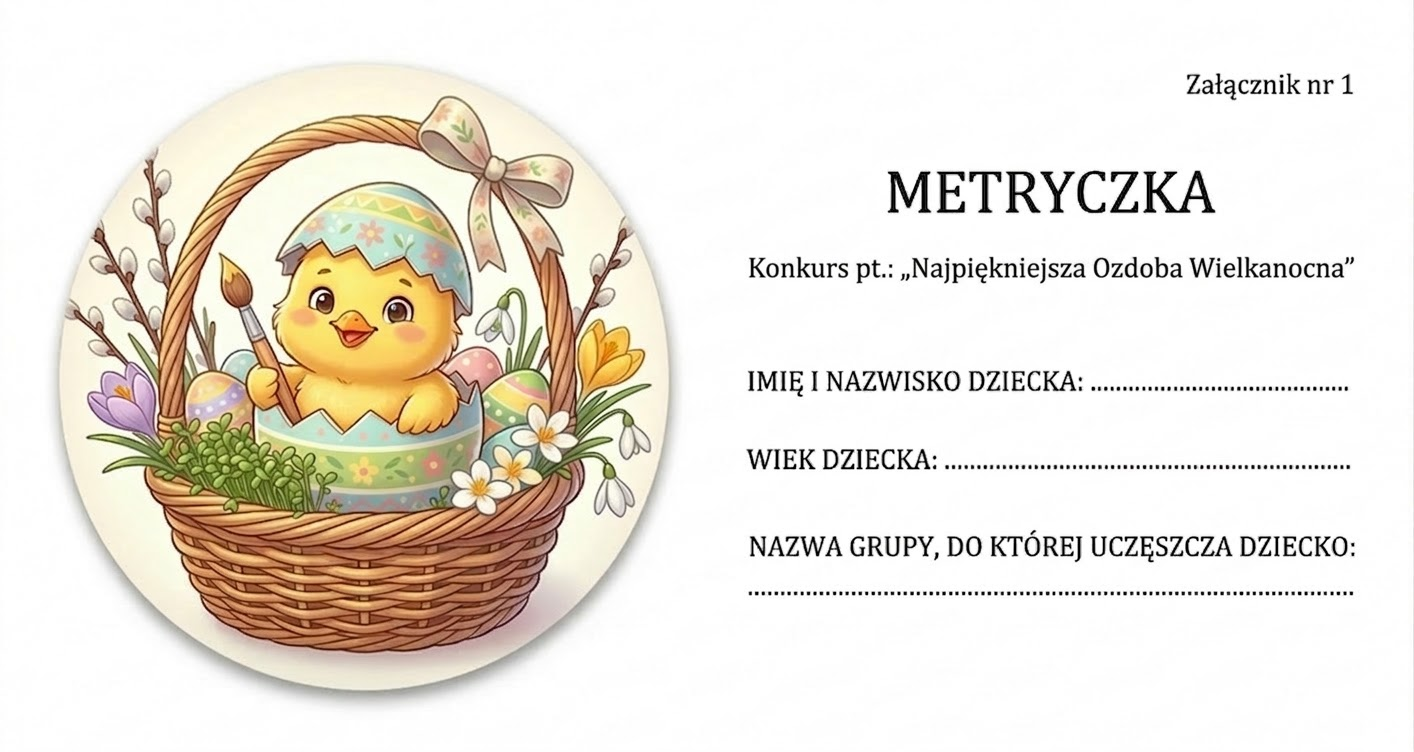 Załącznik nr 1
METRYCZKA
Konkurs pt.: „Najpiękniejsza Ozdoba Wielkanocna”
IMIĘ I NAZWISKO DZIECKA: ............................................
WIEK DZIECKA: .....................................................................
NAZWA GRUPY, DO KTÓREJ UCZĘSZCZA DZIECKO:
.......................................................................................................